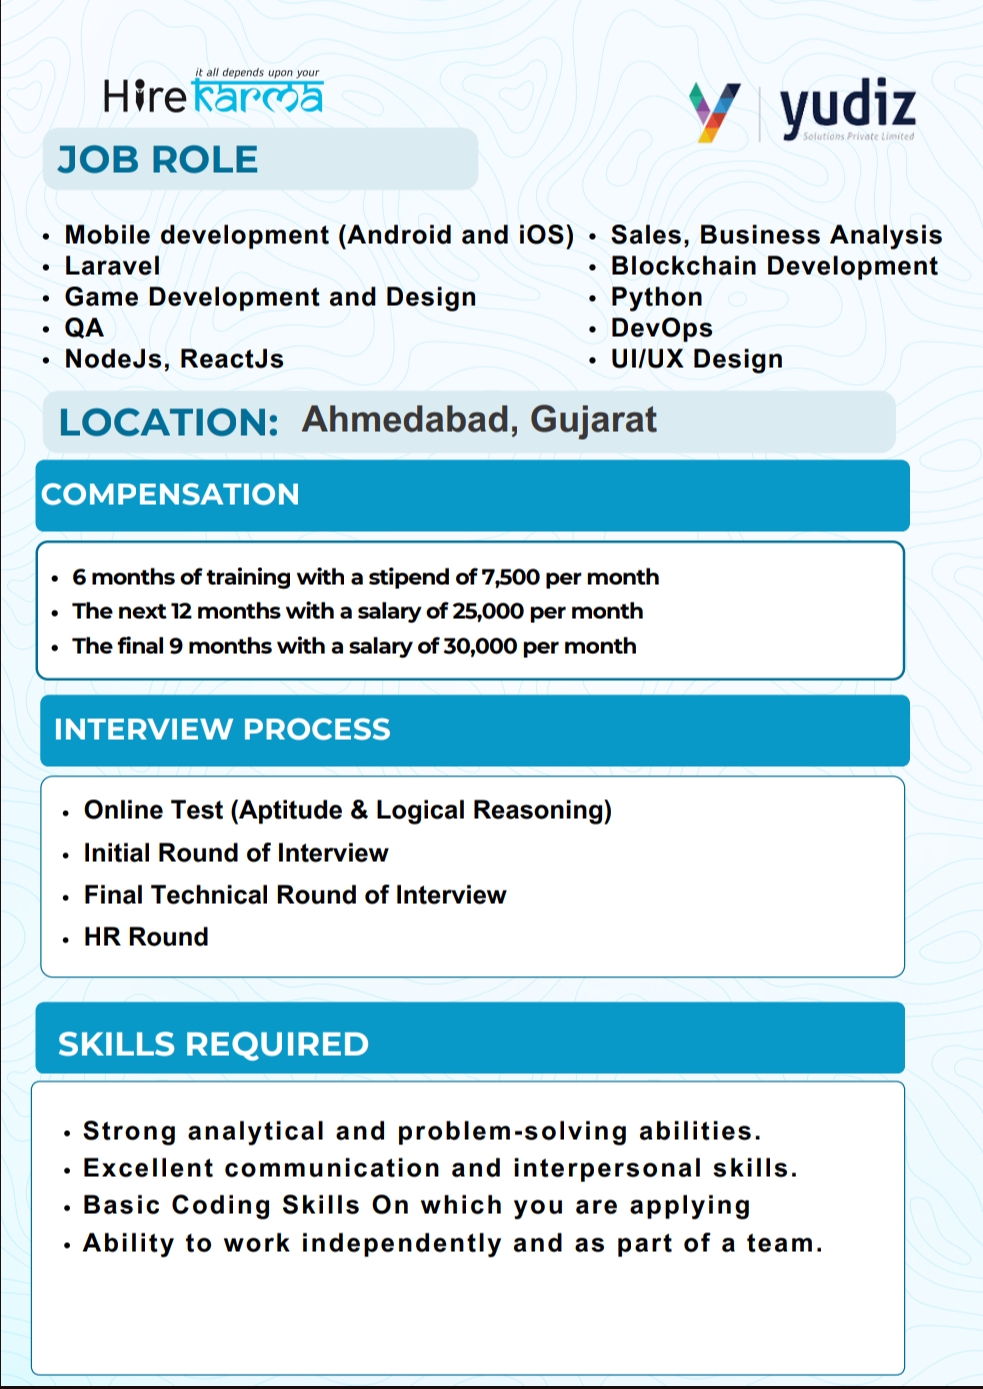 it all depends upon your
Hire karma
yudiz
Solutions Private Limited
JOB ROLE
• Mobile development (Android and iOS)
• Laravel
• Game Development and Design
• QA
• NodeJs, ReactJs
• Sales, Business Analysis
• Blockchain Development
• Python
• DevOps
• UI/UX Design
LOCATION: Ahmedabad, Gujarat
COMPENSATION
• 6 months of training with a stipend of 7,500 per month
• The next 12 months with a salary of 25,000 per month
• The final 9 months with a salary of 30,000 per month
INTERVIEW PROCESS
• Online Test (Aptitude & Logical Reasoning)
• Initial Round of Interview
• Final Technical Round of Interview
• HR Round
SKILLS REQUIRED
• Strong analytical and problem-solving abilities.
• Excellent communication and interpersonal skills.
• Basic Coding Skills On which you are applying
• Ability to work independently and as part of a team.